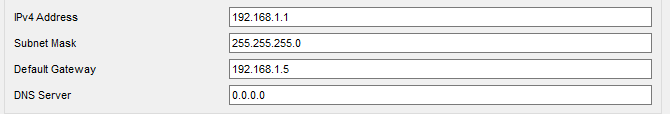 IPv4 Address 192.168.1.1
Subnet Mask 255.255.255.0
Default Gateway 192.168.1.5
DNS Server 0.0.0.0